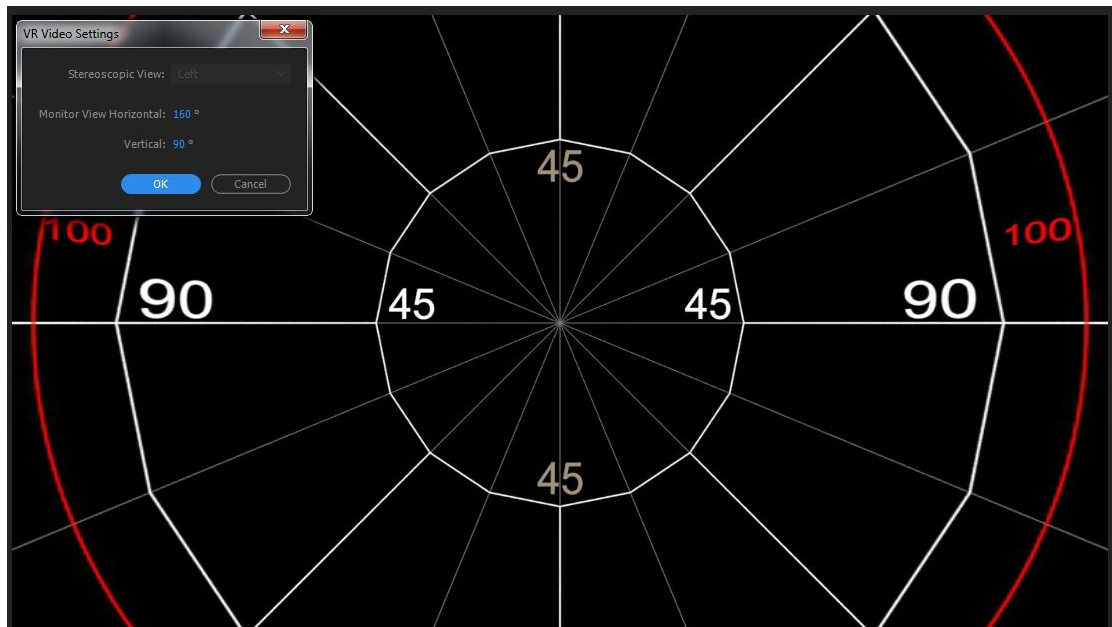 VR Video Settings
Stereoscopic View: Left
Monitor View Horizontal: 160 °
Vertical: 90 °
OK Cancel
45
100 100
90 45 45 90
45